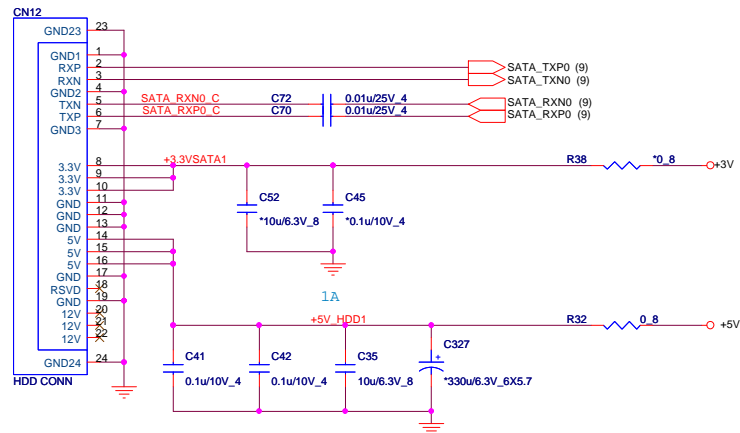 CN12
GND23 23
GND1 1
RXP 2 SATA_TXP0 (9)
RXN 3 SATA_TXN0 (9)
GND2 4
TXN 5 SATA_RXN0_C C72 0.01u/25V_4 SATA_RXN0 (9)
TXP 6 SATA_RXP0_C C70 0.01u/25V_4 SATA_RXP0 (9)
GND3 7
3.3V 8 +3.3VSATA1 R38 *0_8 +3V
3.3V 9
3.3V 10
GND 11 C52 C45
GND 12
GND 13 *10u/6.3V_8 *0.1u/10V_4
5V 14
5V 15
5V 16
GND 17
RSVD 18
GND 19 1A
12V 20
12V 21 +5V_HDD1 R32 0_8 +5V
12V 22
GND24 24 C41 C42 C35 C327
+
HDD CONN 0.1u/10V_4 0.1u/10V_4 10u/6.3V_8 *330u/6.3V_6X5.7